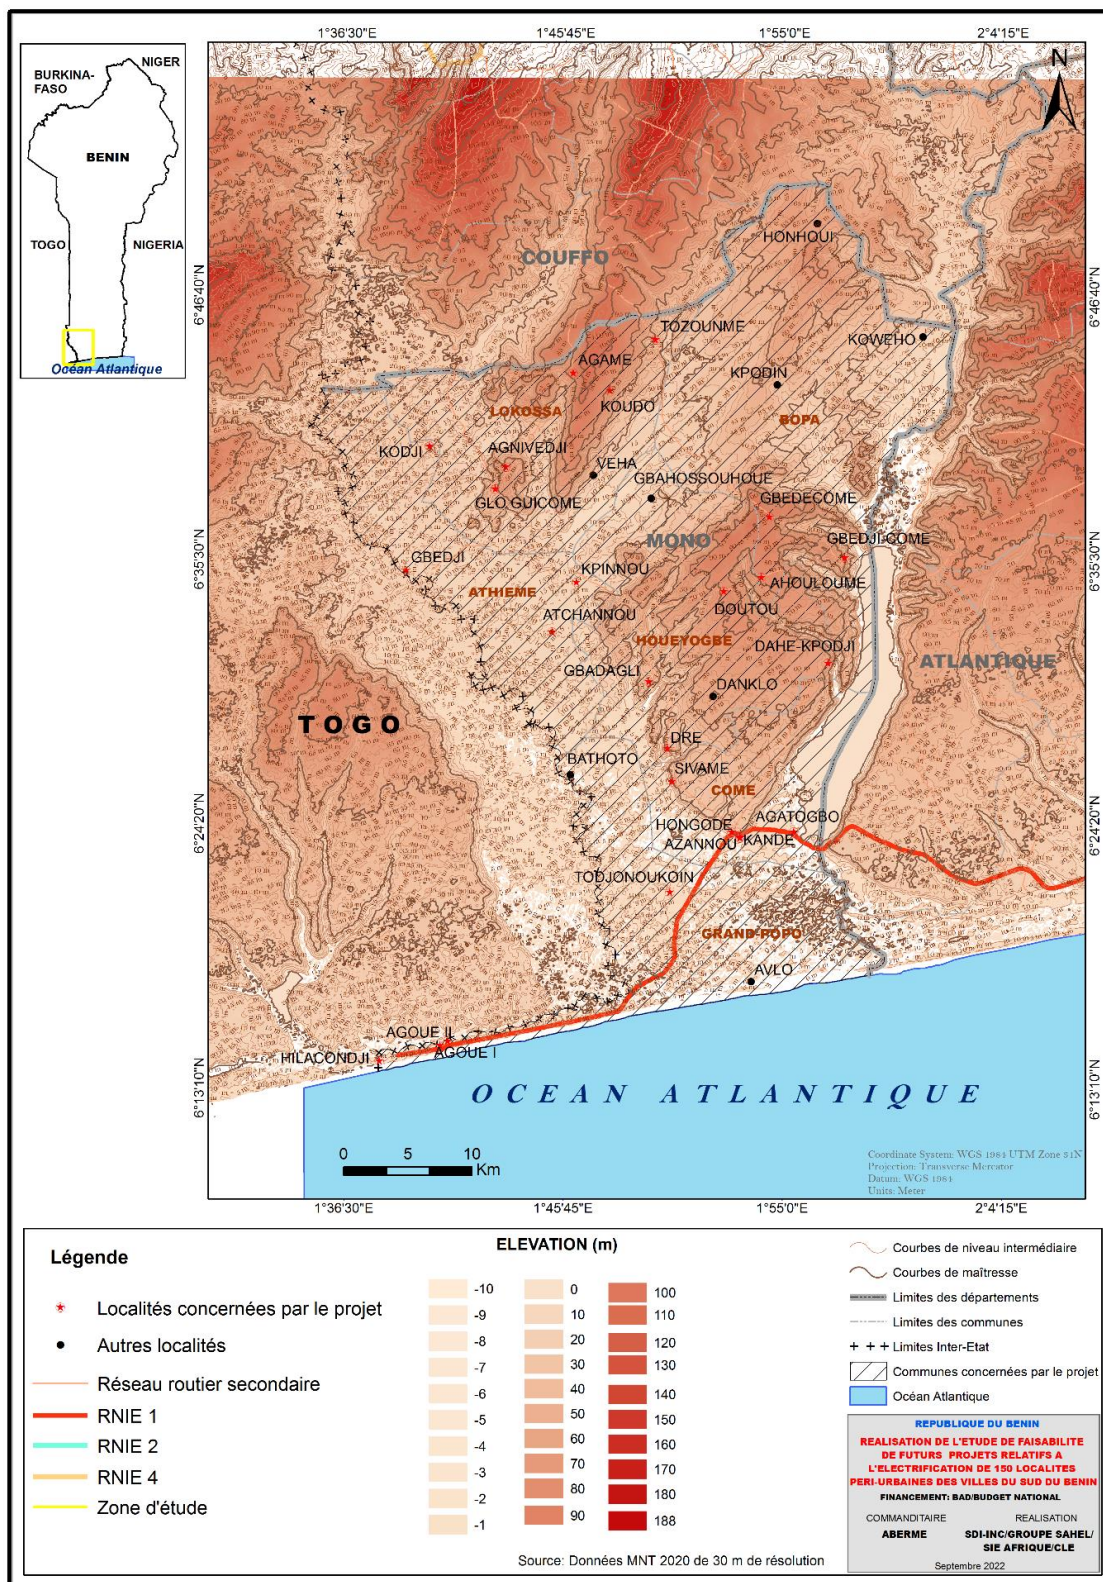 1°36'30"E 1°45'45"E 1°55'0"E 2°4'15"E
BURKINA-
FASO
NIGER
BENIN
TOGO
NIGERIA
Océan Atlantique
N
6°46'40"N
6°46'40"N
6°35'30"N
6°35'30"N
6°24'20"N
6°24'20"N
6°13'10"N
6°13'10"N
HONHOUI
COUFFO
TOZOUNME
KOWEHO
AGAME
KPODIN
KOUDO
LOKOSSA
BOPA
KODJI
AGNIVEDJI
VEHA
GBAHOSSOUHOUE
GLO GUICOME
GBEDECOME
MONO
GBEDJI-COME
GBEDJI
KPINNOU
AHOULOUME
ATHIEME
DOUTOU
ATCHANNOU
HOUEYOGBE
DAHE-KPODJI
ATLANTIQUE
GBADAGLI
DANKLO
TOGO
DRE
BATHOTO
SIVAME
COME
HONGODE
AGATOGBO
AZANNOU
KANDE
TODJONOUKOIN
GRAND-POPO
AVLO
AGOUE II
AGOUE I
HILACONDJI
OCEAN ATLANTIQUE
0 5 10
Km
Coordinate System: WGS 1984 UTM Zone 31N
Projection: Transverse Mercator
Datum: WGS 1984
Units: Meter
1°36'30"E 1°45'45"E 1°55'0"E 2°4'15"E
Légende
Localités concernées par le projet
Autres localités
Réseau routier secondaire
RNIE 1
RNIE 2
RNIE 4
Zone d'étude
ELEVATION (m)
-10
-9
-8
-7
-6
-5
-4
-3
-2
-1
0
10
20
30
40
50
60
70
80
90
100
110
120
130
140
150
160
170
180
188
Courbes de niveau intermédiaire
Courbes de maîtresse
Limites des départements
Limites des communes
Limites Inter-Etat
Communes concernées par le projet
Océan Atlantique
REPUBLIQUE DU BENIN
REALISATION DE L'ETUDE DE FAISABILITE
DE FUTURS PROJETS RELATIFS A
L'ELECTRIFICATION DE 150 LOCALITES
PERI-URBAINES DES VILLES DU SUD DU BENIN
FINANCEMENT: BAD/BUDGET NATIONAL
COMMANDITAIRE REALISATION
ABERME SDI-INC/GROUPE SAHEL/
SIE AFRIQUE/CLE
Septembre 2022
Source: Données MNT 2020 de 30 m de résolution